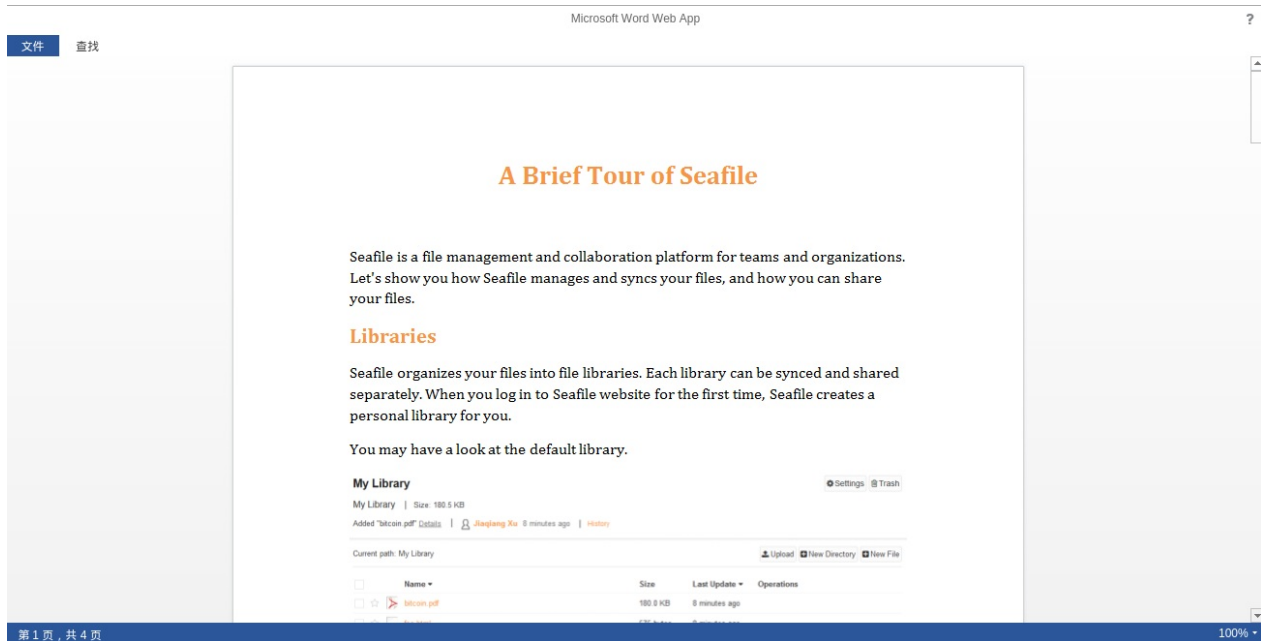 Microsoft Word Web App
?
文件 查找
A Brief Tour of Seafile
Seafile is a file management and collaboration platform for teams and organizations.
Let's show you how Seafile manages and syncs your files, and how you can share
your files.
Libraries
Seafile organizes your files into file libraries. Each library can be synced and shared
separately. When you log in to Seafile website for the first time, Seafile creates a
personal library for you.
You may have a look at the default library.
My Library Settings Trash
My Library | Size: 180.5 KB
Added "bitcoin.pdf" Details | Jiaqiang Xu 8 minutes ago | History
Current path: My Library Upload New Directory New File
Name Size Last Update Operations
bitcoin.pdf 180.0 KB 8 minutes ago
第 1 页 , 共 4 页 100%